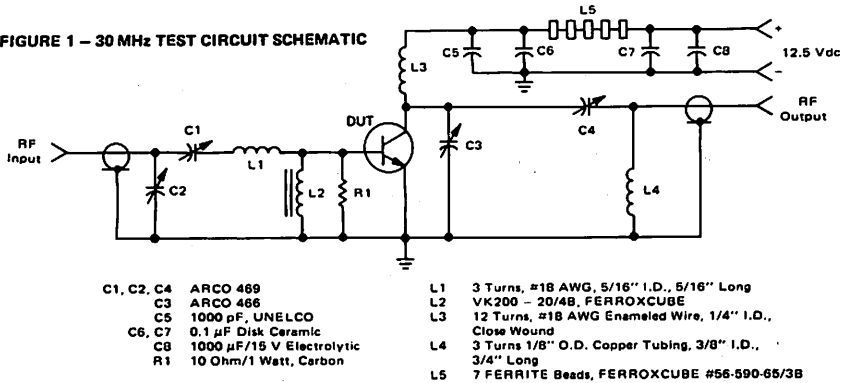 FIGURE 1 – 30 MHz TEST CIRCUIT SCHEMATIC
L5
+
C5
C6
C7
C8
12.5 Vdc
–
L3
RF
Output
DUT
C4
C1
C3
RF
Input
L1
C2
L2
R1
L4
C1, C2, C4 ARCO 469
C3 ARCO 466
C5 1000 pF, UNELCO
C6, C7 0.1 µF Disk Ceramic
C8 1000 µF/15 V Electrolytic
R1 10 Ohm/1 Watt, Carbon
L1 3 Turns, #18 AWG, 5/16" I.D., 5/16" Long
L2 VK200 – 20/4B, FERROXCUBE
L3 12 Turns, #18 AWG Enameled Wire, 1/4" I.D.,
Close Wound
L4 3 Turns 1/8" O.D. Copper Tubing, 3/8" I.D.,
3/4" Long
L5 7 FERRITE Beads, FERROXCUBE #56-590-65/3B